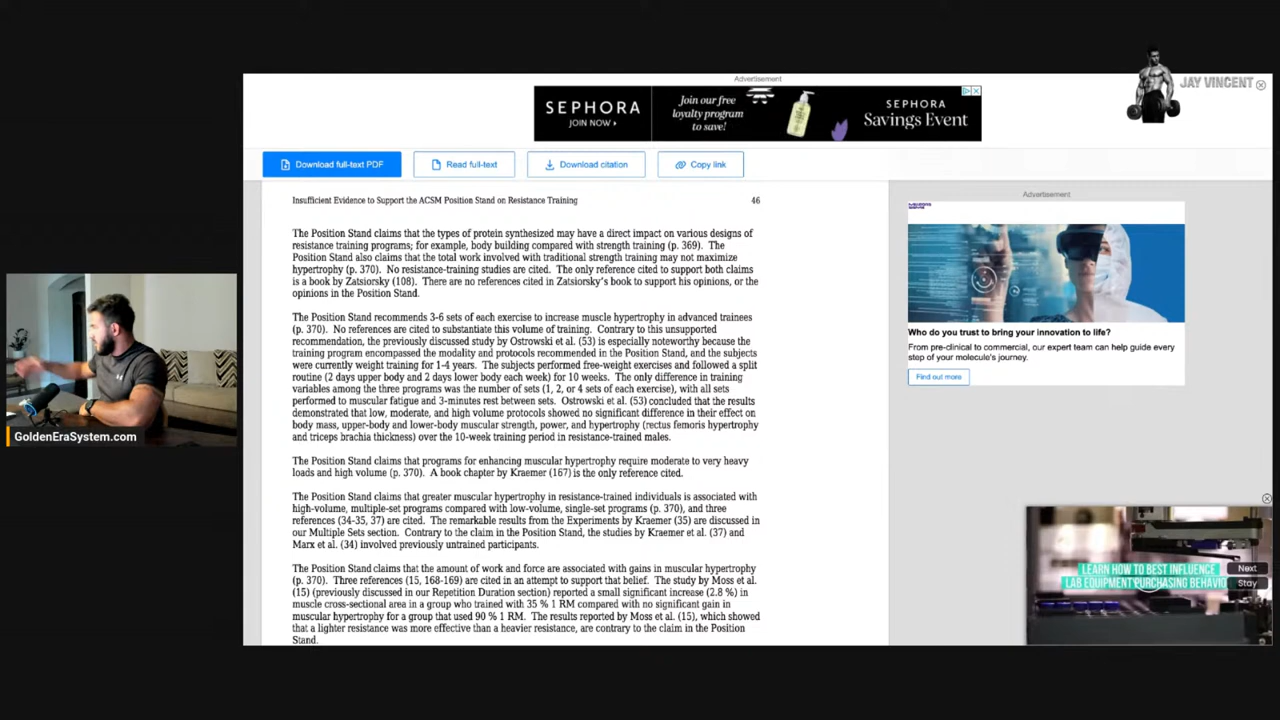 Advertisement
JAY VINCENT
SEPHORA
JOIN NOW
Join our free
loyalty program
to save!
SEPHORA
Savings Event
Download full-text PDF
Read full-text
Download citation
Copy link
Insufficient Evidence to Support the ACSM Position Stand on Resistance Training 46
The Position Stand claims that the types of protein synthesized may have a direct impact on various designs of
resistance training programs; for example, body building compared with strength training (p. 369). The
Position Stand also claims that the total work involved with traditional strength training may not maximize
hypertrophy (p. 370). No resistance-training studies are cited. The only reference cited to support both claims
is a book by Zatsiorsky (108). There are no references cited in Zatsiorsky's book to support his opinions, or the
opinions in the Position Stand.
The Position Stand recommends 3-6 sets of each exercise to increase muscle hypertrophy in advanced trainees
(p. 370). No references are cited to substantiate this volume of training. Contrary to this unsupported
recommendation, the previously discussed study by Ostrowski et al. (53) is especially noteworthy because the
training program encompassed the modality and protocols recommended in the Position Stand, and the subjects
were currently weight training for 1-4 years. The subjects performed free-weight exercises and followed a split
routine (2 days upper body and 2 days lower body each week) for 10 weeks. The only difference in training
variables among the three programs was the number of sets (1, 2, or 4 sets of each exercise), with all sets
performed to muscular fatigue and 3-minutes rest between sets. Ostrowski et al. (53) concluded that the results
demonstrated that low, moderate, and high volume protocols showed no significant difference in their effect on
body mass, upper-body and lower-body muscular strength, power, and hypertrophy (rectus femoris hypertrophy
and triceps brachia thickness) over the 10-week training period in resistance-trained males.
The Position Stand claims that programs for enhancing muscular hypertrophy require moderate to very heavy
loads and high volume (p. 370). A book chapter by Kraemer (167) is the only reference cited.
The Position Stand claims that greater muscular hypertrophy in resistance-trained individuals is associated with
high-volume, multiple-set programs compared with low-volume, single-set programs (p. 370), and three
references (34-35, 37) are cited. The remarkable results from the Experiments by Kraemer (35) are discussed in
our Multiple Sets section. Contrary to the claim in the Position Stand, the studies by Kraemer et al. (37) and
Marx et al. (34) involved previously untrained participants.
The Position Stand claims that the amount of work and force are associated with gains in muscular hypertrophy
(p. 370). Three references (15, 168-169) are cited in an attempt to support that belief. The study by Moss et al.
(15) (previously discussed in our Repetition Duration section) reported a small significant increase (2.8 %) in
muscle cross-sectional area in a group who trained with 35 % 1 RM compared with no significant gain in
muscular hypertrophy for a group that used 90 % 1 RM. The results reported by Moss et al. (15), which showed
that a lighter resistance was more effective than a heavier resistance, are contrary to the claim in the Position
Stand.
Advertisement
Who do you trust to bring your innovation to life?
From pre-clinical to commercial, our expert team can help guide every
step of your molecule's journey.
Find out more
GoldenEraSystem.com
LEARN HOW TO BEST INFLUENCE
LAB EQUIPMENT PURCHASING BEHAVIO
Next
Stay